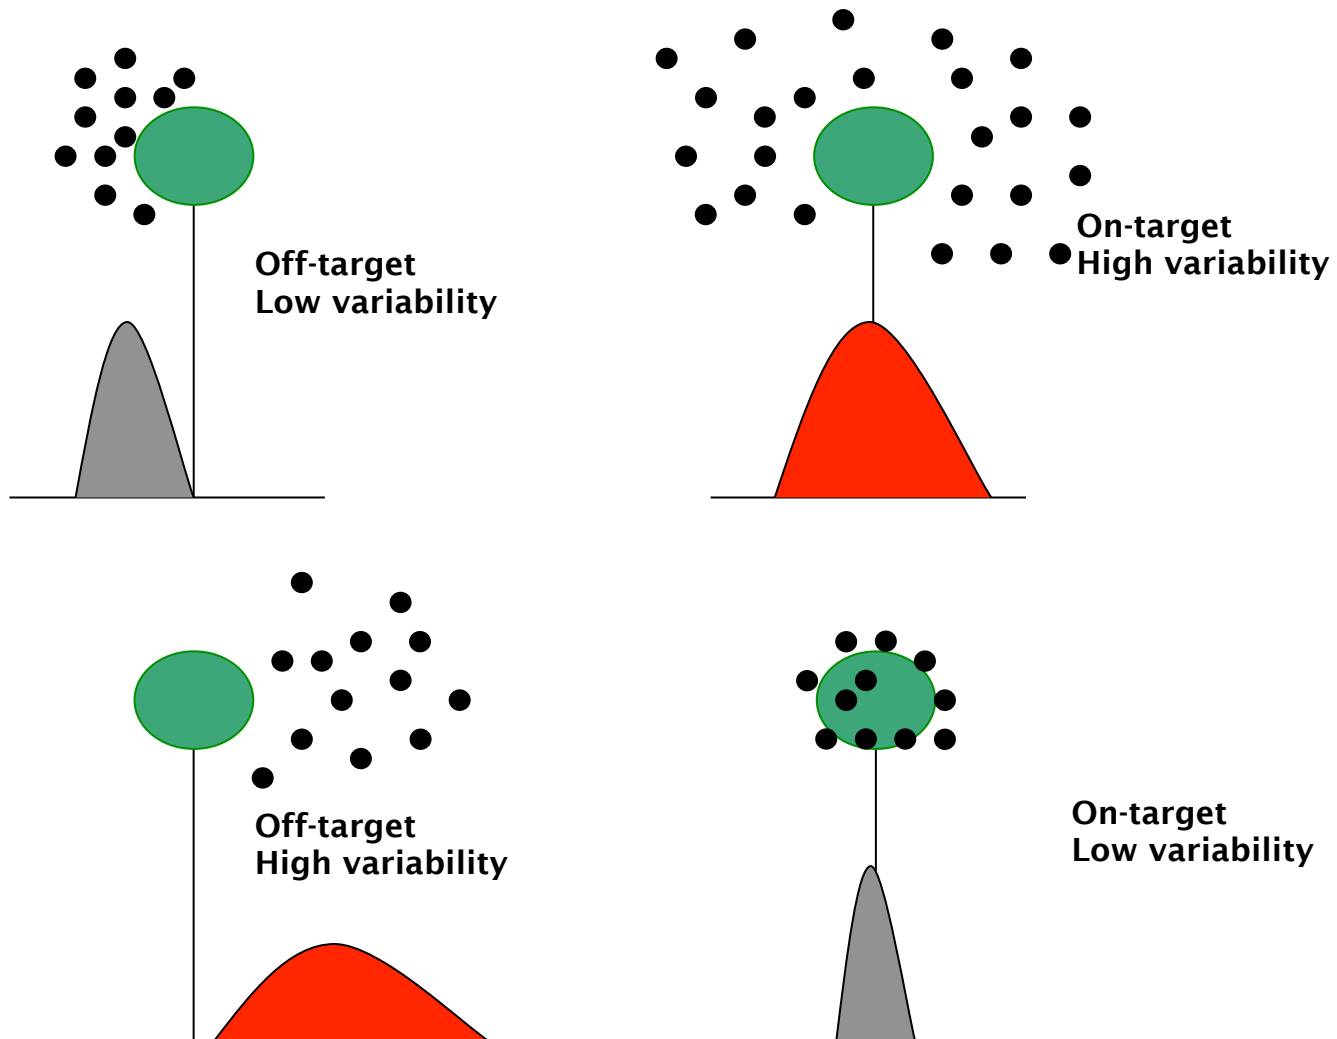 Off-target
Low variability
On-target
High variability
Off-target
High variability
On-target
Low variability